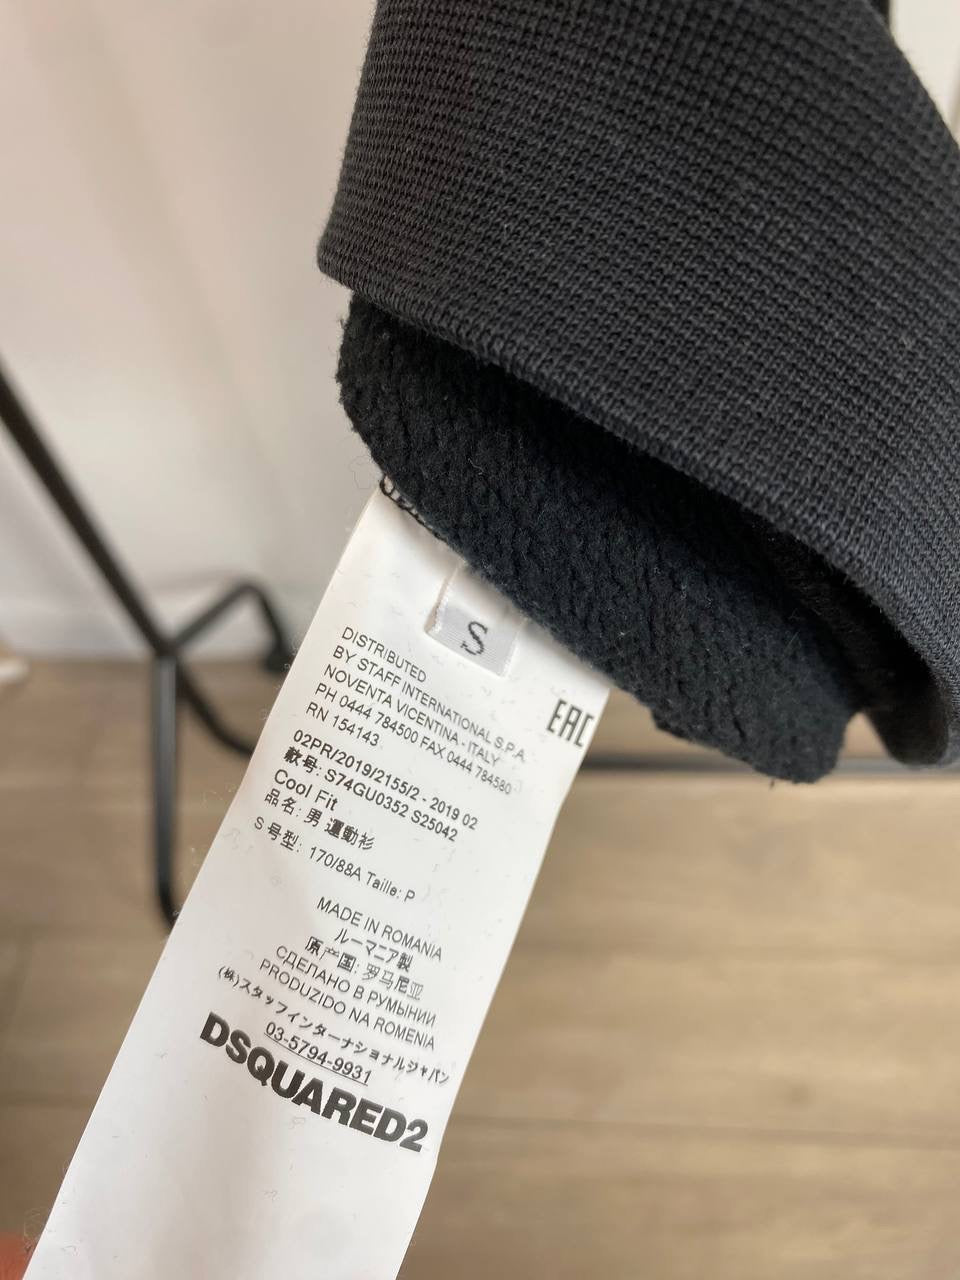 S
EAC
DISTRIBUTED
BY STAFF INTERNATIONAL S.P.A.
NOVENTA VICENTINA - ITALY
PH 0444 784500 FAX 0444 784580
RN 154143
02PR/2019/2155/2 - 2019 02
款号: S74GU0352 S25042
Cool Fit
品名: 男 運動衫
S 号型: 170/88A Taille: P
MADE IN ROMANIA
ルーマニア製
原产国: 罗马尼亚
СДЕЛАНО В РУМЫНИИ
PRODUZIDO NA ROMENIA
(株)スタッフインターナショナルジャパン
03-5794-9931
DSQUARED2